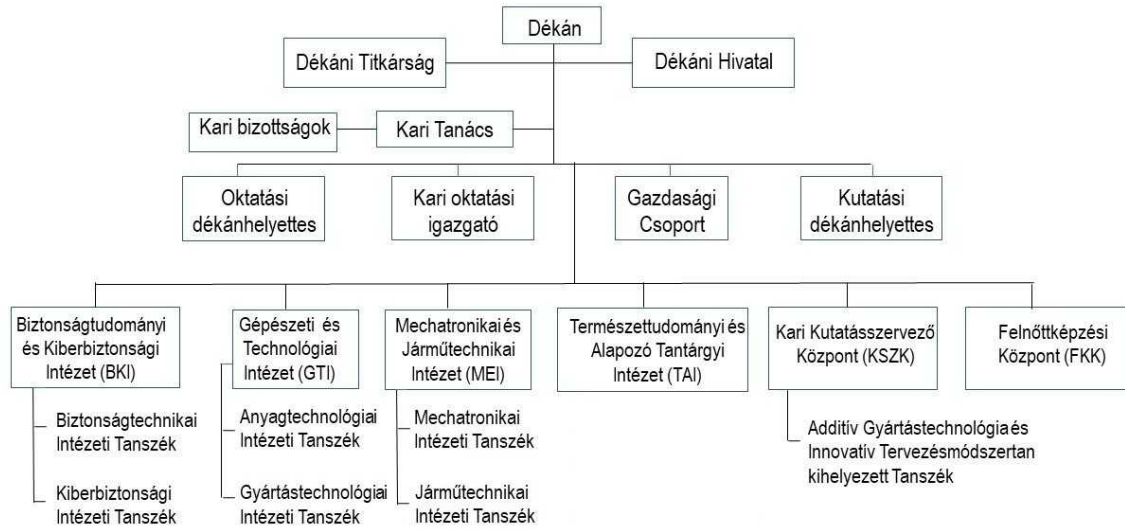 Dékán
Dékáni Titkárság
Dékáni Hivatal
Kari bizottságok
Kari Tanács
Oktatási
dékánhelyettes
Kari oktatási
igazgató
Gazdasági
Csoport
Kutatási
dékánhelyettes
Biztonságtudományi
és Kiberbiztonsági
Intézet (BKI)
Gépészeti és
Technológiai
Intézet (GTI)
Mechatronikai és
Járműtechnikai
Intézet (MEI)
Természettudományi és
Alapozó Tantárgyi
Intézet (TAI)
Kari Kutatásszervező
Központ (KSZK)
Felnőttképzési
Központ (FKK)
Biztonságtechnikai
Intézeti Tanszék
Kiberbiztonsági
Intézeti Tanszék
Anyagtechnológiai
Intézeti Tanszék
Gyártástechnológiai
Intézeti Tanszék
Mechatronikai
Intézeti Tanszék
Járműtechnikai
Intézeti Tanszék
Additív Gyártástechnológia és
Innovatív Tervezésmódszertan
kihelyezett Tanszék